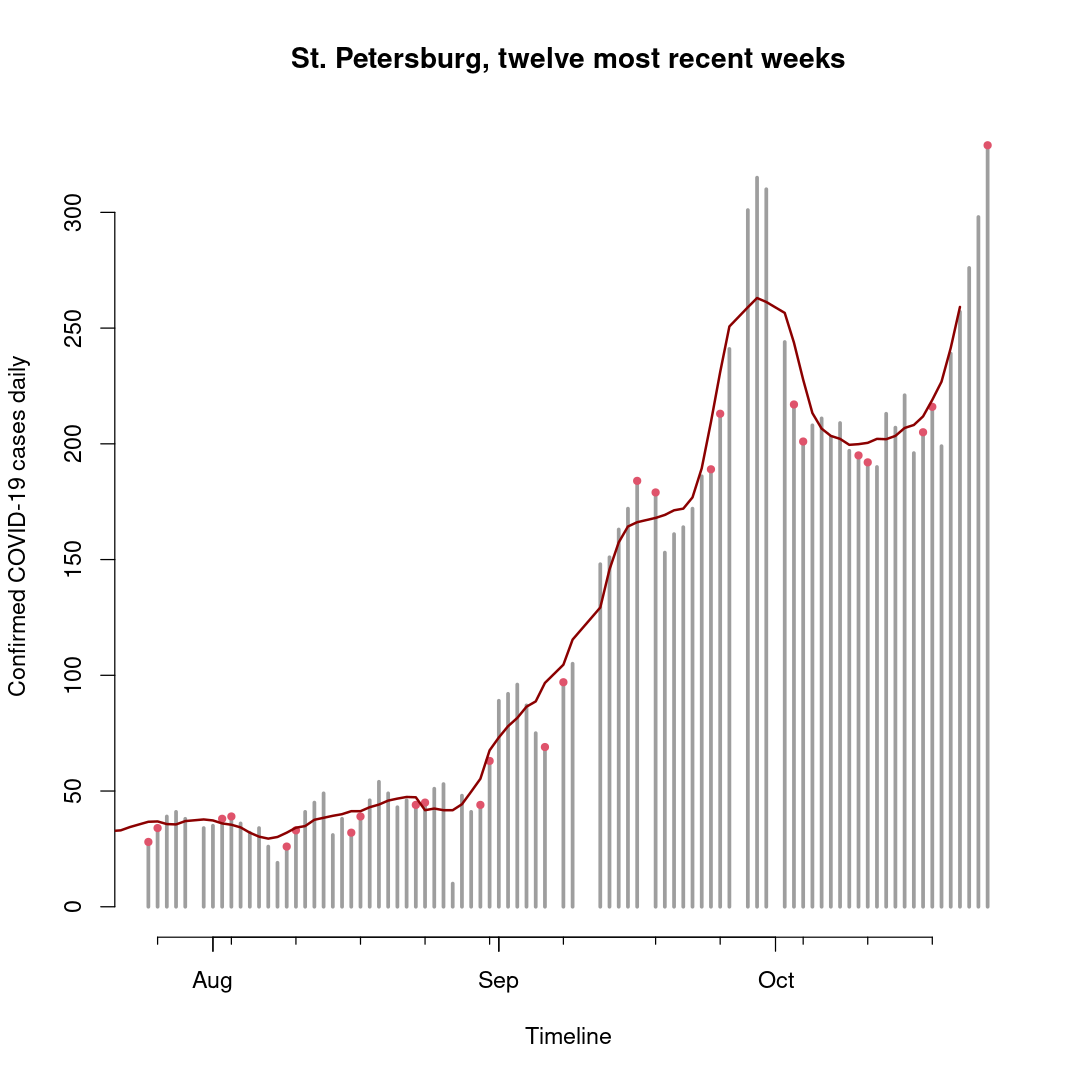 St. Petersburg, twelve most recent weeks
Confirmed COVID-19 cases daily
300
250
200
150
100
50
0
Aug Sep Oct
Timeline